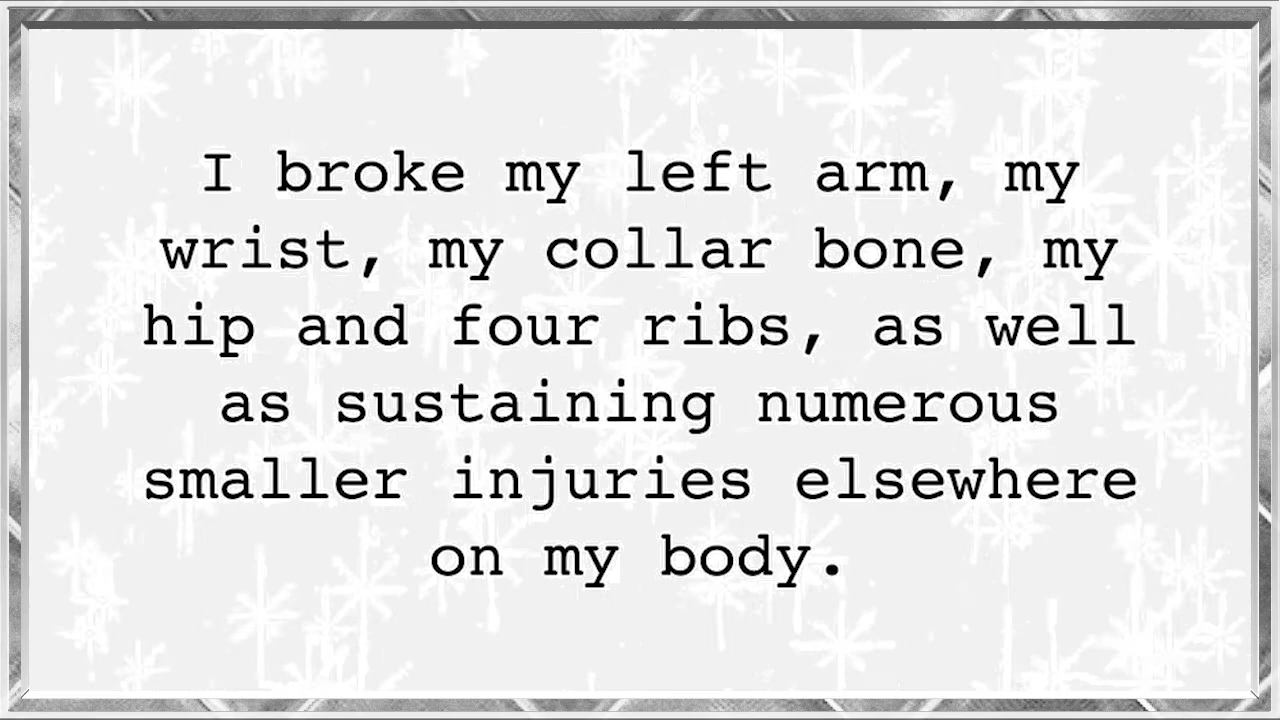 I broke my left arm, my
wrist, my collar bone, my
hip and four ribs, as well
as sustaining numerous
smaller injuries elsewhere
on my body.